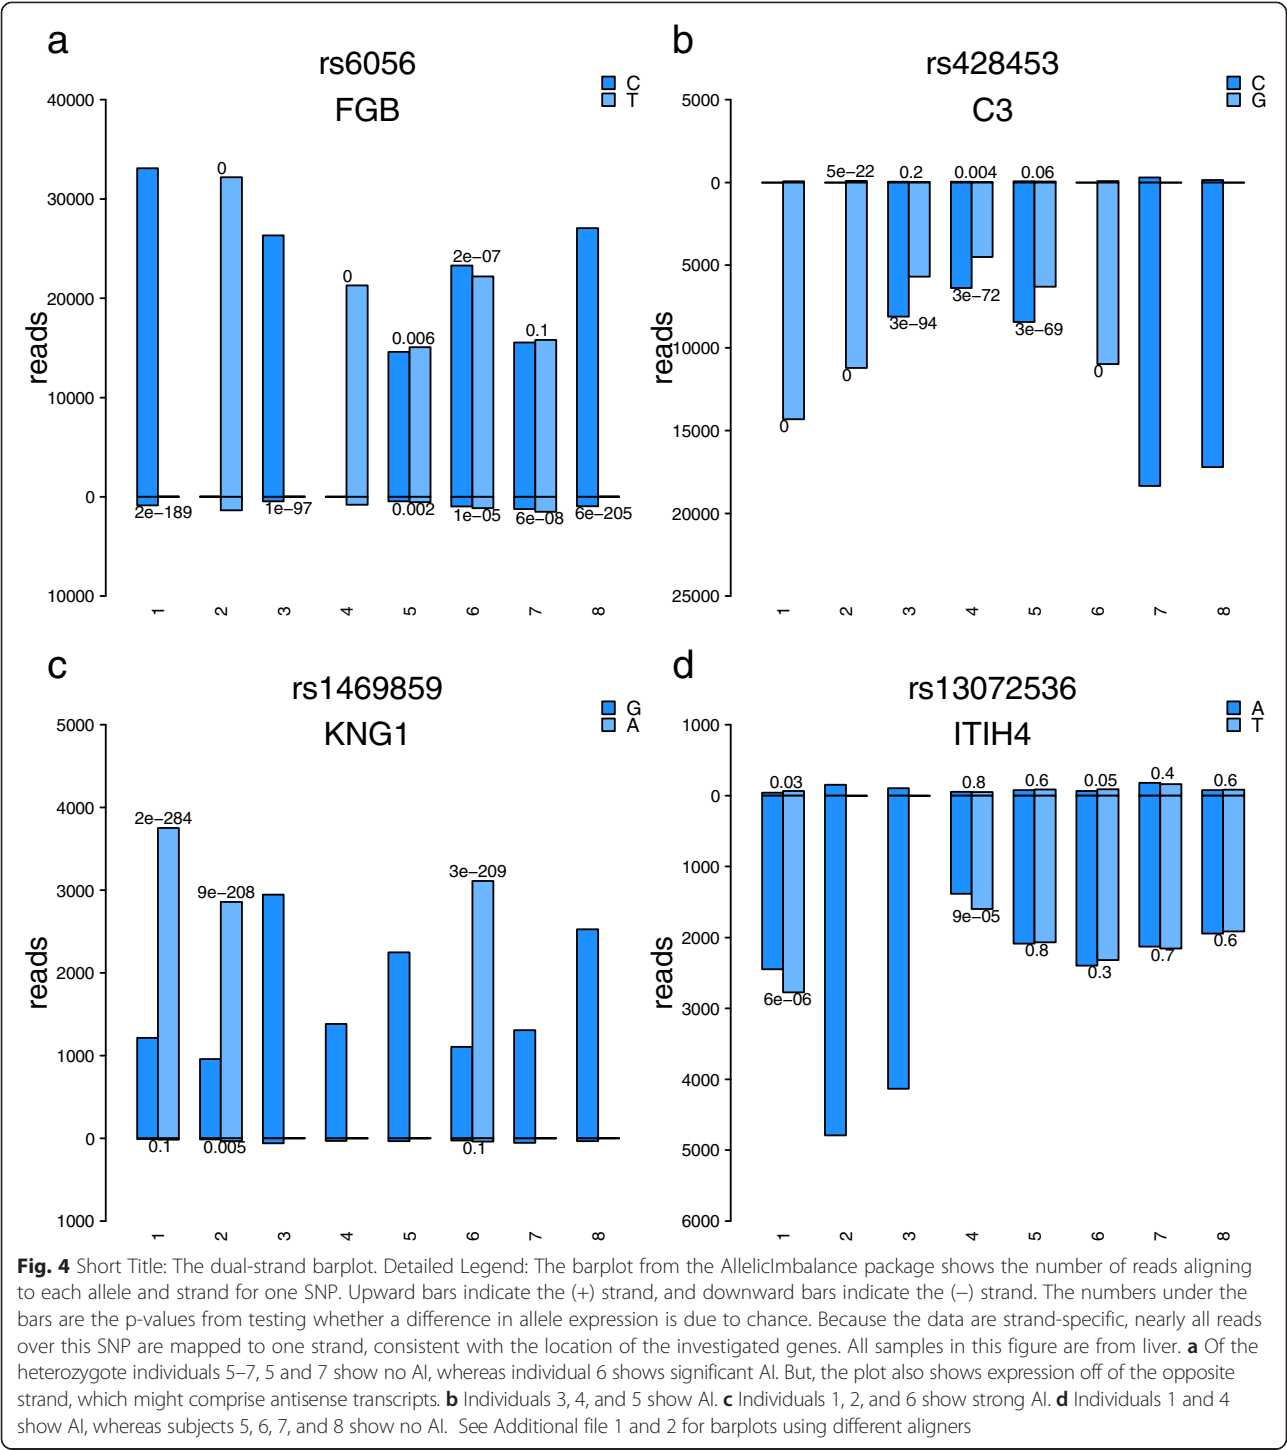 a
rs6056
FGB
C
T
40000
30000
20000
10000
0
10000
reads
0
0
2e−07
0.006
0.1
2e−189
1e−97
0.002
1e−05
6e−08
6e−205
1 2 3 4 5 6 7 8
b
rs428453
C3
C
G
5000
0
5000
10000
15000
20000
25000
reads
5e−22
0.2
0.004
0.06
0
0
3e−94
3e−72
3e−69
0
1 2 3 4 5 6 7 8
c
rs1469859
KNG1
G
A
5000
4000
3000
2000
1000
0
1000
reads
2e−284
9e−208
3e−209
0.1
0.005
0.1
1 2 3 4 5 6 7 8
d
rs13072536
ITIH4
A
T
1000
0
1000
2000
3000
4000
5000
6000
reads
0.03
0.8
0.6
0.05
0.4
0.6
6e−06
9e−05
0.8
0.3
0.7
0.6
1 2 3 4 5 6 7 8
Fig. 4 Short Title: The dual-strand barplot. Detailed Legend: The barplot from the AllelicImbalance package shows the number of reads aligning
to each allele and strand for one SNP. Upward bars indicate the (+) strand, and downward bars indicate the (−) strand. The numbers under the
bars are the p-values from testing whether a difference in allele expression is due to chance. Because the data are strand-specific, nearly all reads
over this SNP are mapped to one strand, consistent with the location of the investigated genes. All samples in this figure are from liver. a Of the
heterozygote individuals 5–7, 5 and 7 show no AI, whereas individual 6 shows significant AI. But, the plot also shows expression off of the opposite
strand, which might comprise antisense transcripts. b Individuals 3, 4, and 5 show AI. c Individuals 1, 2, and 6 show strong AI. d Individuals 1 and 4
show AI, whereas subjects 5, 6, 7, and 8 show no AI. See Additional file 1 and 2 for barplots using different aligners